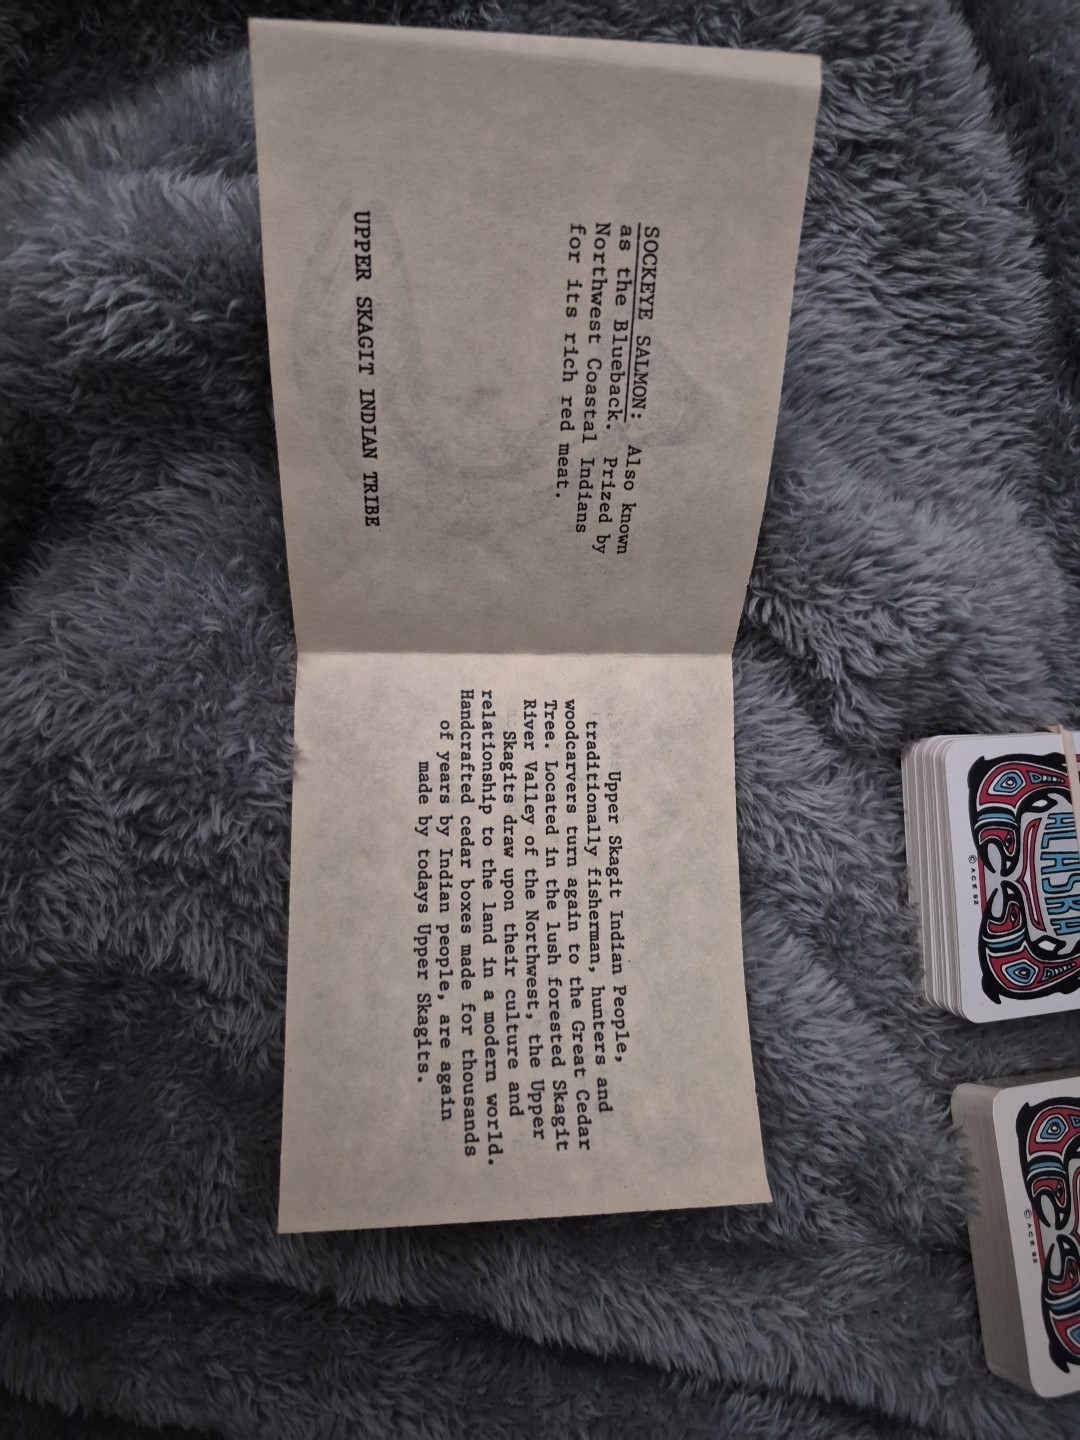 SOCKEYE SALMON: Also known
as the Blueback. Prized by
Northwest Coastal Indians
for its rich red meat.
UPPER SKAGIT INDIAN TRIBE
Upper Skagit Indian People,
traditionally fisherman, hunters and
woodcarvers turn again to the Great Cedar
Tree. Located in the lush forested Skagit
River Valley of the Northwest, the Upper
Skagits draw upon their culture and
relationship to the land in a modern world.
Handcrafted cedar boxes made for thousands
of years by Indian people, are again
made by todays Upper Skagits.
ALASKA
© ACE 92
© ACE 92